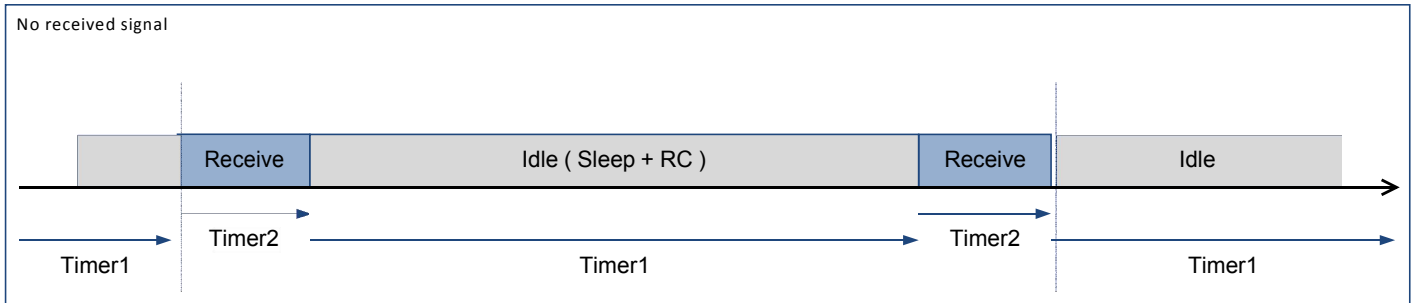 No received signal
Receive Idle ( Sleep + RC ) Receive Idle
Timer2 Timer2
Timer1 Timer1 Timer1